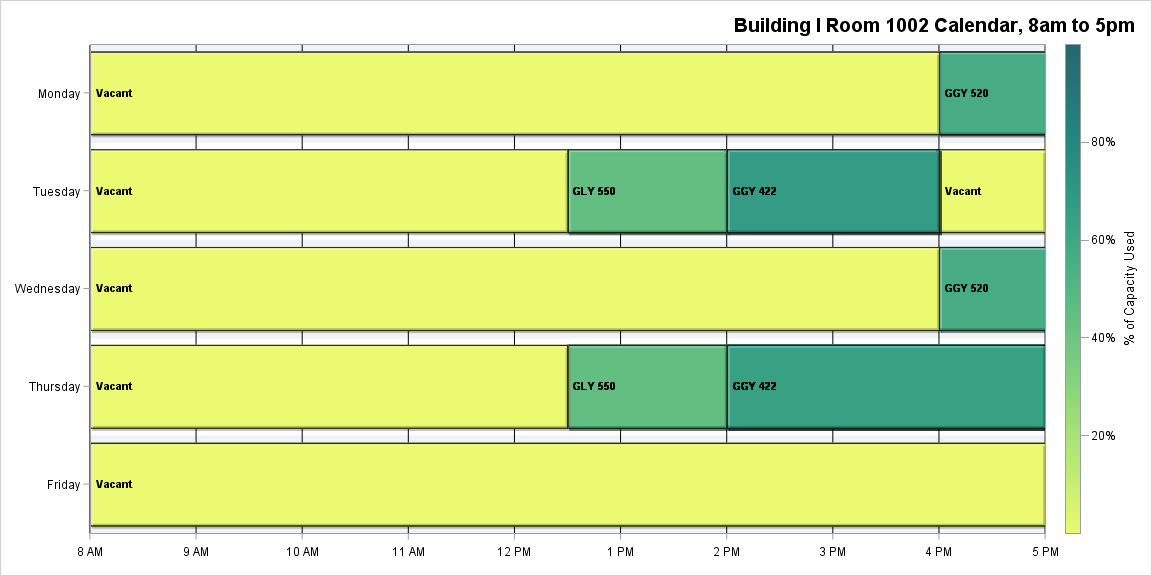 Building I Room 1002 Calendar, 8am to 5pm
Monday
Vacant
GGY 520
Tuesday
Vacant
GLY 550
GGY 422
Vacant
Wednesday
Vacant
GGY 520
Thursday
Vacant
GLY 550
GGY 422
Friday
Vacant
8 AM
9 AM
10 AM
11 AM
12 PM
1 PM
2 PM
3 PM
4 PM
5 PM
80%
60%
40%
20%
% of Capacity Used